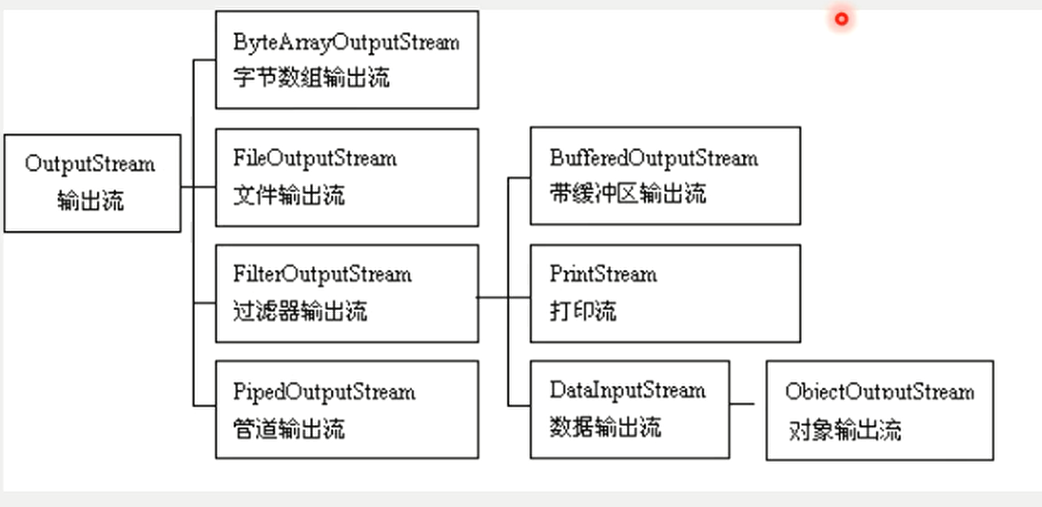 ByteArrayOutputStream
字节数组输出流
OutputStream
输出流
FileOutputStream
文件输出流
BufferedOutputStream
带缓冲区输出流
FilterOutputStream
过滤器输出流
PrintStream
打印流
PipedOutputStream
管道输出流
DataInputStream
数据输出流
ObjectOutputStream
对象输出流